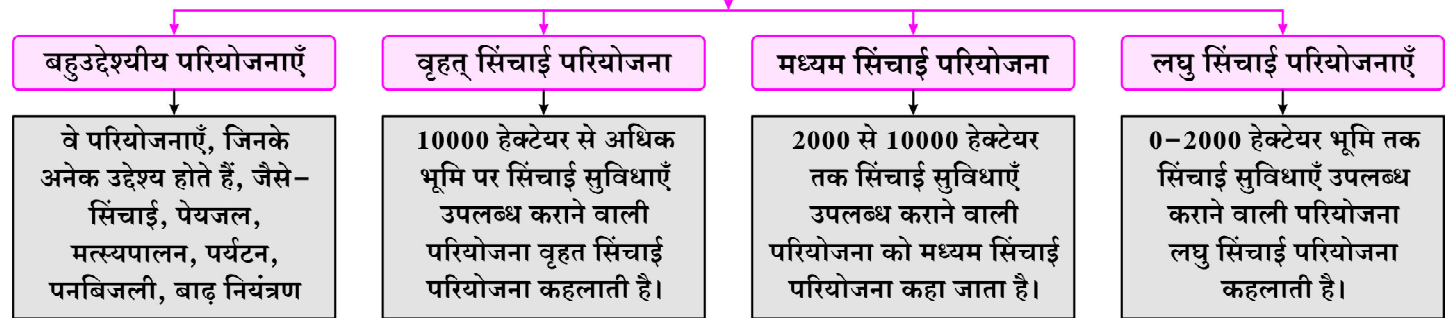 बहुउद्देश्यीय परियोजनाएँ
वे परियोजनाएँ, जिनके
अनेक उद्देश्य होते हैं, जैसे–
सिंचाई, पेयजल,
मत्स्यपालन, पर्यटन,
पनबिजली, बाढ़ नियंत्रण
वृहत् सिंचाई परियोजना
10000 हेक्टेयर से अधिक
भूमि पर सिंचाई सुविधाएँ
उपलब्ध कराने वाली
परियोजना वृहत सिंचाई
परियोजना कहलाती है।
मध्यम सिंचाई परियोजना
2000 से 10000 हेक्टेयर
तक सिंचाई सुविधाएँ
उपलब्ध कराने वाली
परियोजना को मध्यम सिंचाई
परियोजना कहा जाता है।
लघु सिंचाई परियोजनाएँ
0–2000 हेक्टेयर भूमि तक
सिंचाई सुविधाएँ उपलब्ध
कराने वाली परियोजना
लघु सिंचाई परियोजना
कहलाती है।